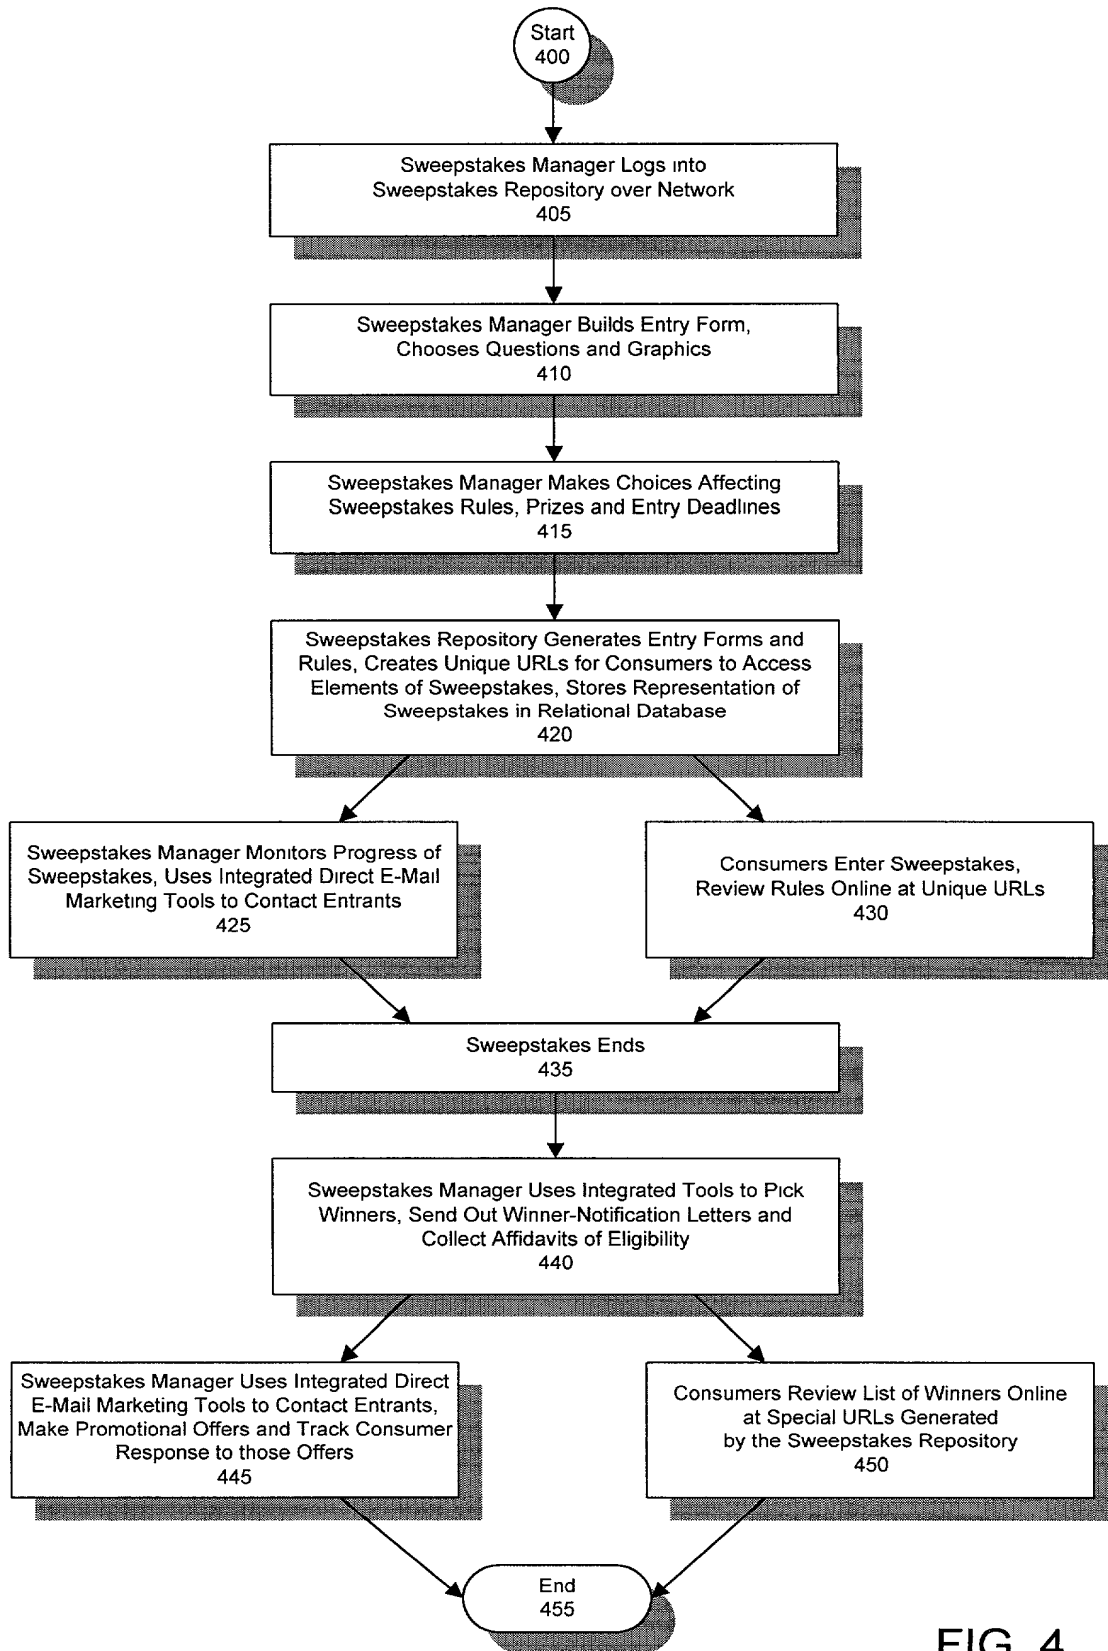 Start
400
Sweepstakes Manager Logs into
Sweepstakes Repository over Network
405
Sweepstakes Manager Builds Entry Form,
Chooses Questions and Graphics
410
Sweepstakes Manager Makes Choices Affecting
Sweepstakes Rules, Prizes and Entry Deadlines
415
Sweepstakes Repository Generates Entry Forms and
Rules, Creates Unique URLs for Consumers to Access
Elements of Sweepstakes, Stores Representation of
Sweepstakes in Relational Database
420
Sweepstakes Manager Monitors Progress of
Sweepstakes, Uses Integrated Direct E-Mail
Marketing Tools to Contact Entrants
425
Consumers Enter Sweepstakes,
Review Rules Online at Unique URLs
430
Sweepstakes Ends
435
Sweepstakes Manager Uses Integrated Tools to Pick
Winners, Send Out Winner-Notification Letters and
Collect Affidavits of Eligibility
440
Sweepstakes Manager Uses Integrated Direct
E-Mail Marketing Tools to Contact Entrants,
Make Promotional Offers and Track Consumer
Response to those Offers
445
Consumers Review List of Winners Online
at Special URLs Generated
by the Sweepstakes Repository
450
End
455
FIG. 4